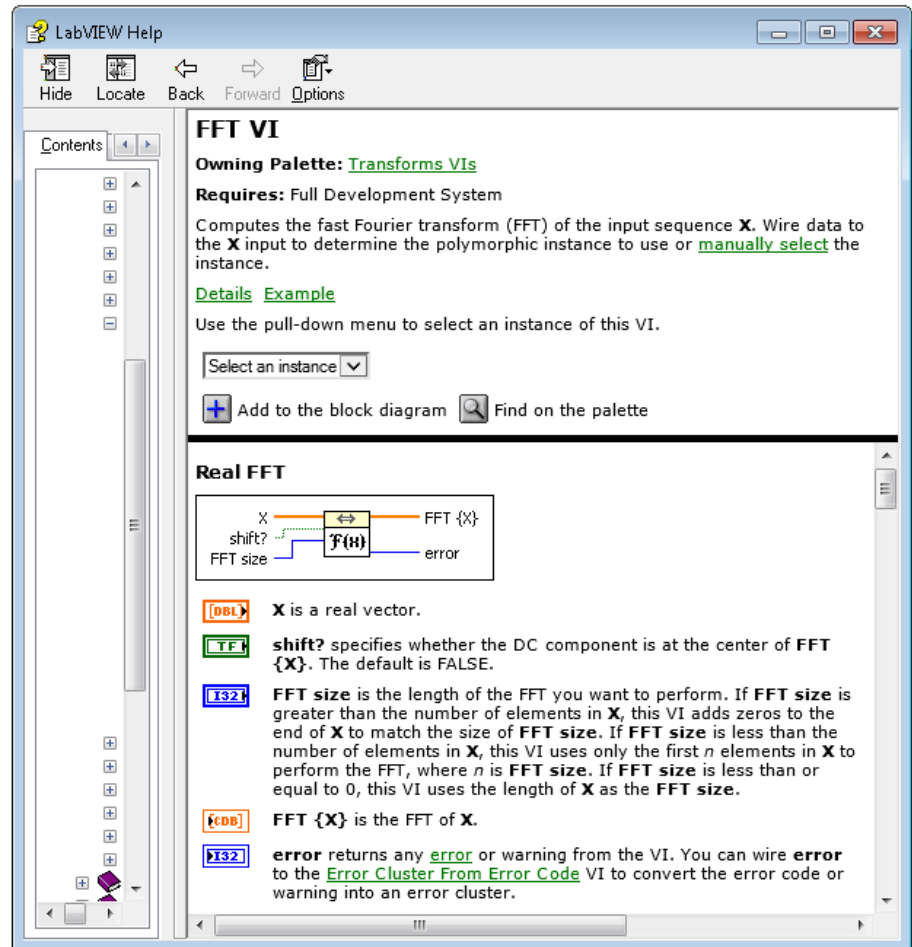 LabVIEW Help
Hide Locate Back Forward Options
Contents
FFT VI
Owning Palette: Transforms VIs
Requires: Full Development System
Computes the fast Fourier transform (FFT) of the input sequence X. Wire data to
the X input to determine the polymorphic instance to use or manually select the
instance.
Details Example
Use the pull-down menu to select an instance of this VI.
Select an instance
Add to the block diagram Find on the palette
Real FFT
X FFT {X}
shift? F(x)
FFT size error
[DBL] X is a real vector.
TF shift? specifies whether the DC component is at the center of FFT
{X}. The default is FALSE.
I32 FFT size is the length of the FFT you want to perform. If FFT size is
greater than the number of elements in X, this VI adds zeros to the
end of X to match the size of FFT size. If FFT size is less than the
number of elements in X, this VI uses only the first n elements in X to
perform the FFT, where n is FFT size. If FFT size is less than or
equal to 0, this VI uses the length of X as the FFT size.
[CDB] FFT {X} is the FFT of X.
I32 error returns any error or warning from the VI. You can wire error
to the Error Cluster From Error Code VI to convert the error code or
warning into an error cluster.